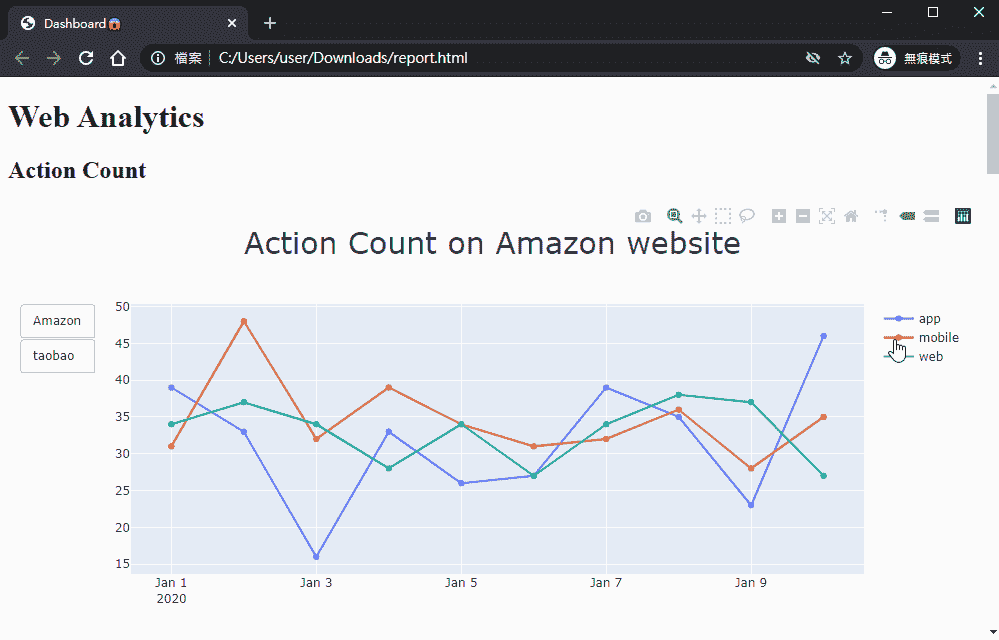 Dashboard😱
檔案 C:/Users/user/Downloads/report.html 無痕模式
Web Analytics
Action Count
Action Count on Amazon website
Amazon
taobao
50
45
40
35
30
25
20
15
Jan 1
2020
Jan 3
Jan 5
Jan 7
Jan 9
app
mobile
web